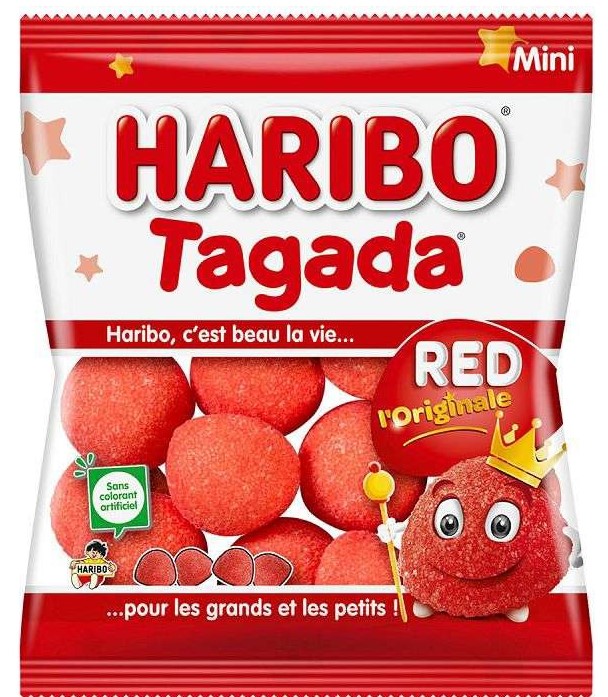 Mini
HARIBO®
Tagada®
Haribo, c'est beau la vie...
RED
l'Originale
Sans
colorant
artificiel
HARIBO
...pour les grands et les petits !